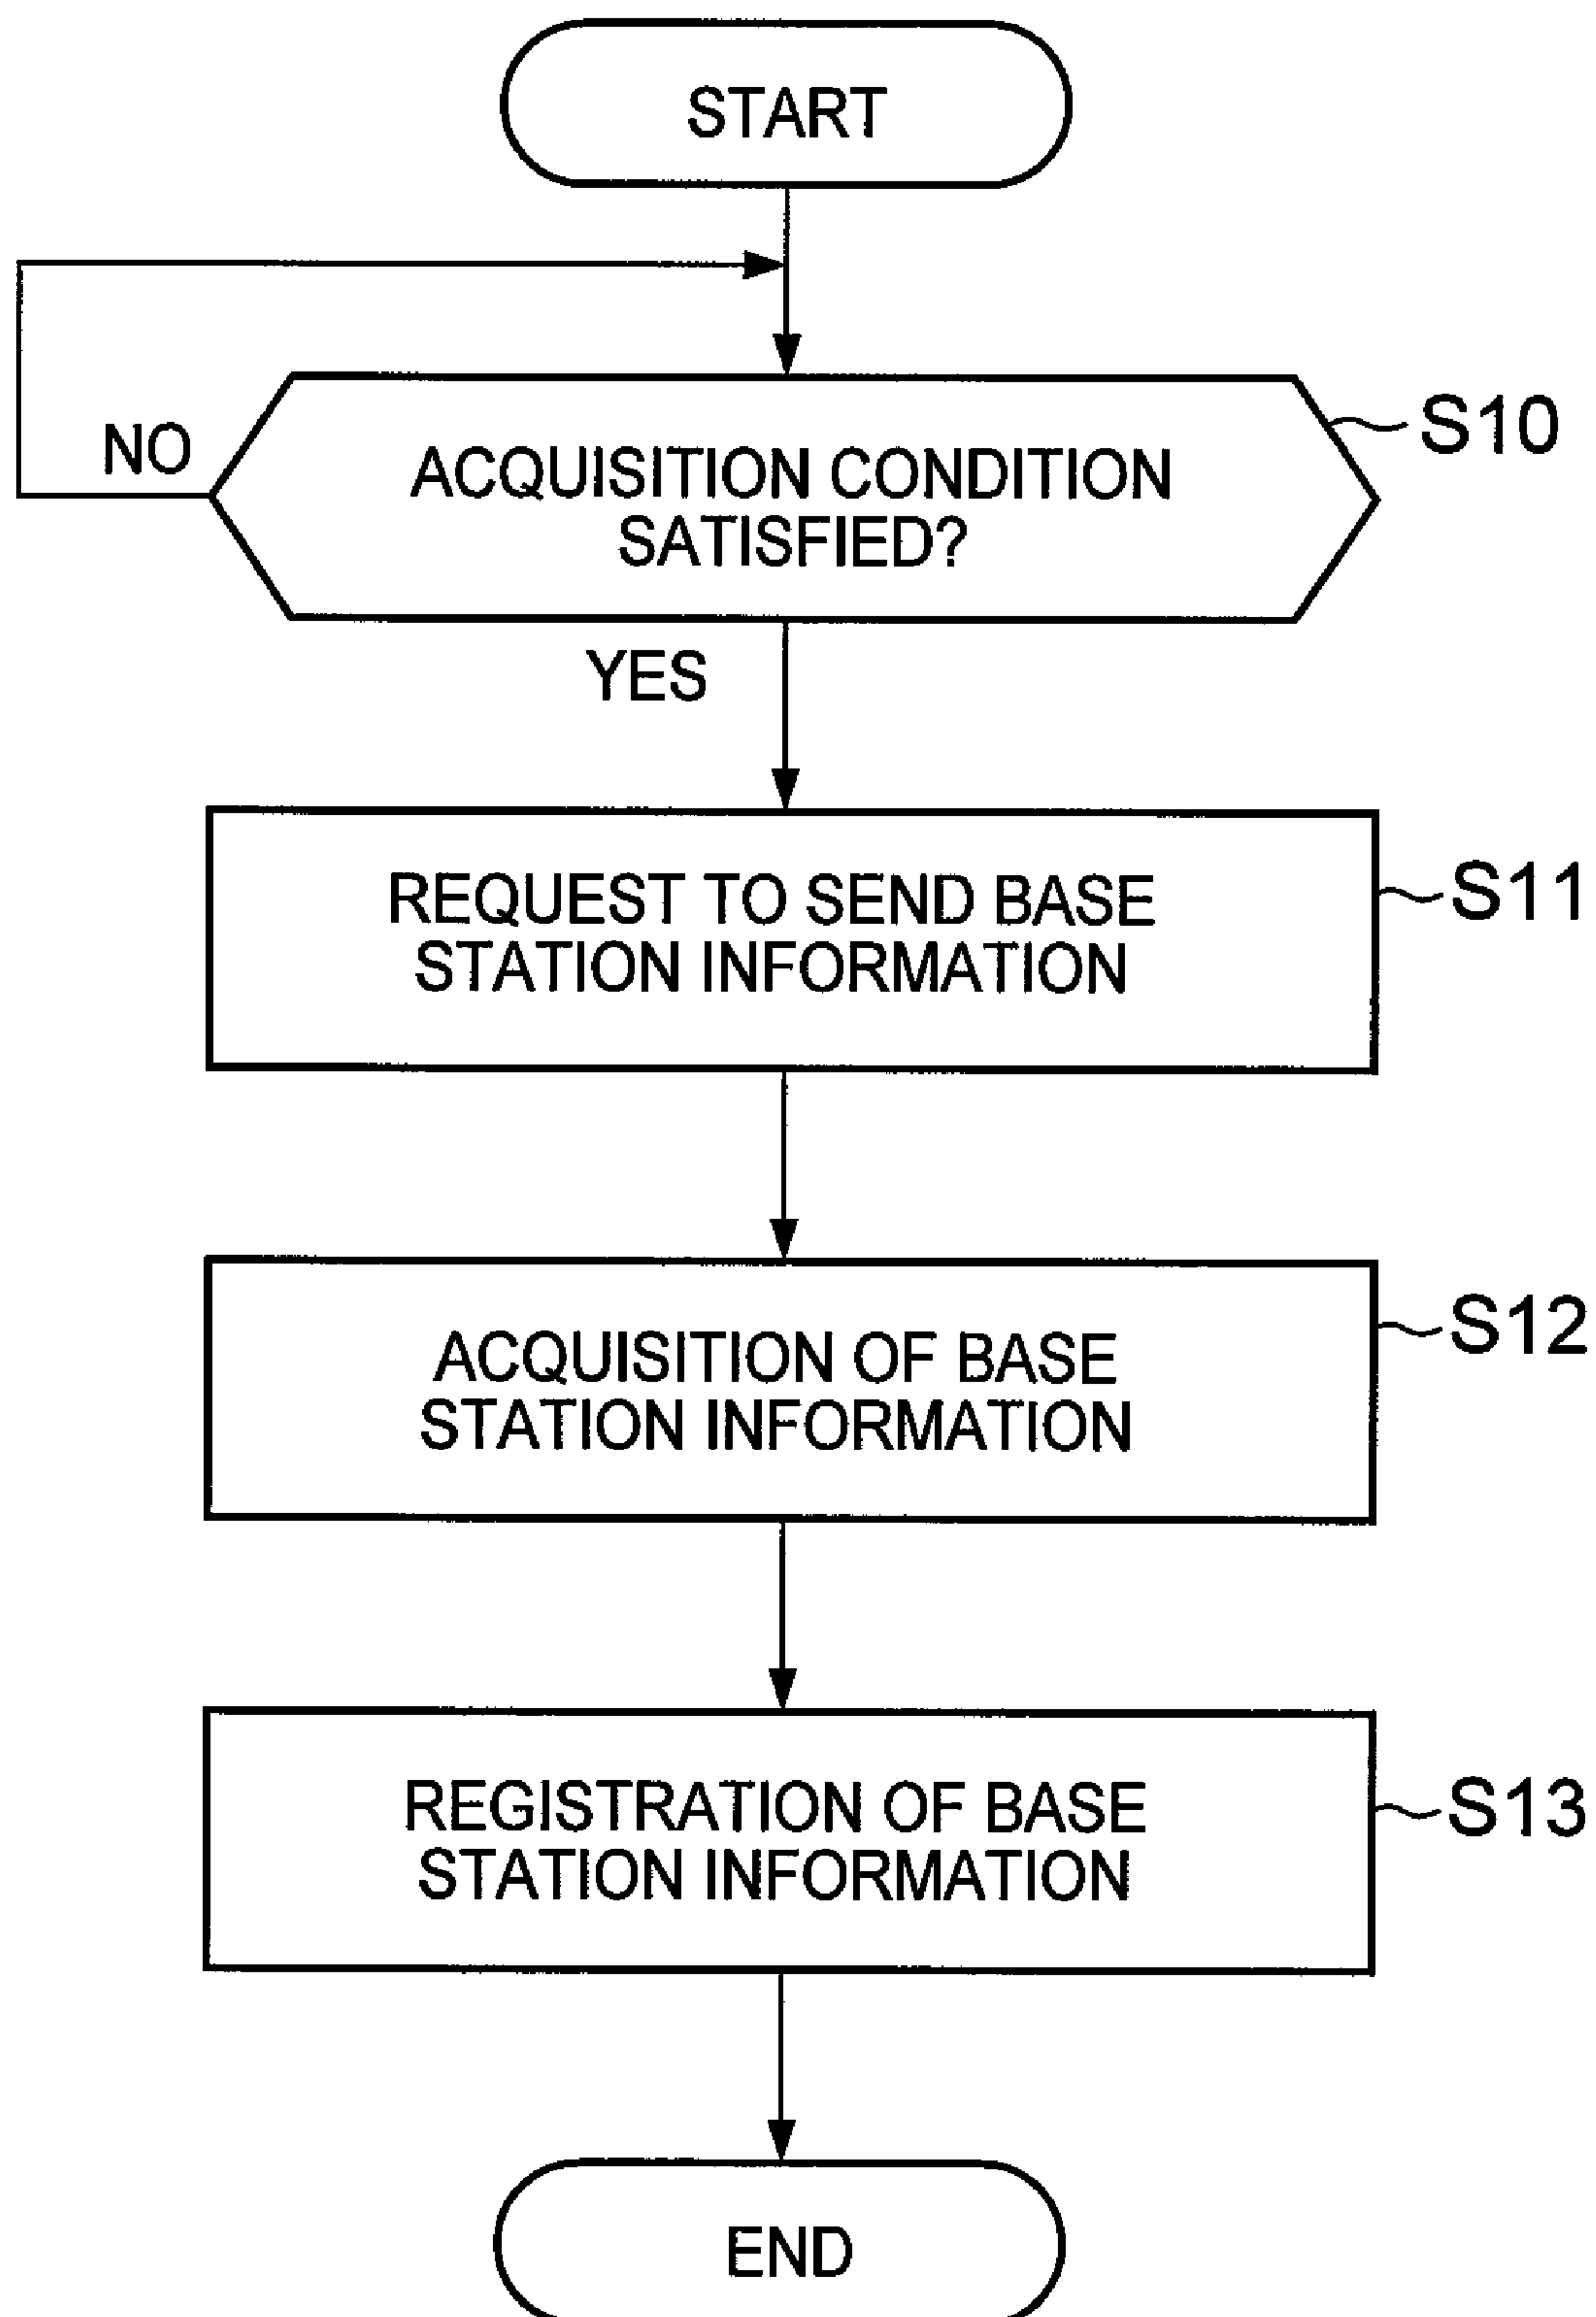 START
NO
ACQUISITION CONDITION
SATISFIED?
S10
YES
REQUEST TO SEND BASE
STATION INFORMATION
S11
ACQUISITION OF BASE
STATION INFORMATION
S12
REGISTRATION OF BASE
STATION INFORMATION
S13
END